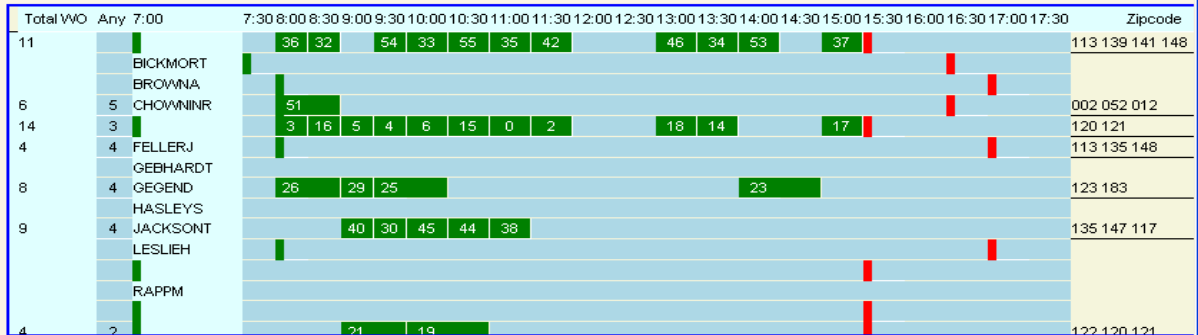 Total WO Any 7:00 7:30 8:00 8:30 9:00 9:30 10:00 10:30 11:00 11:30 12:00 12:30 13:00 13:30 14:00 14:30 15:00 15:30 16:00 16:30 17:00 17:30 Zipcode
11 36 32 54 33 55 35 42 46 34 53 37 113 139 141 148
BICKMORT
BROWNA
6 5 CHOWNINR 51 002 052 012
14 3 3 16 5 4 6 15 0 2 18 14 17 120 121
4 4 FELLERJ 113 135 148
GEBHARDT
8 4 GEGEND 26 29 25 23 123 183
HASLEYS
9 4 JACKSONT 40 30 45 44 38 135 147 117
LESLIEH
RAPPM
4 2 21 19 122 120 121